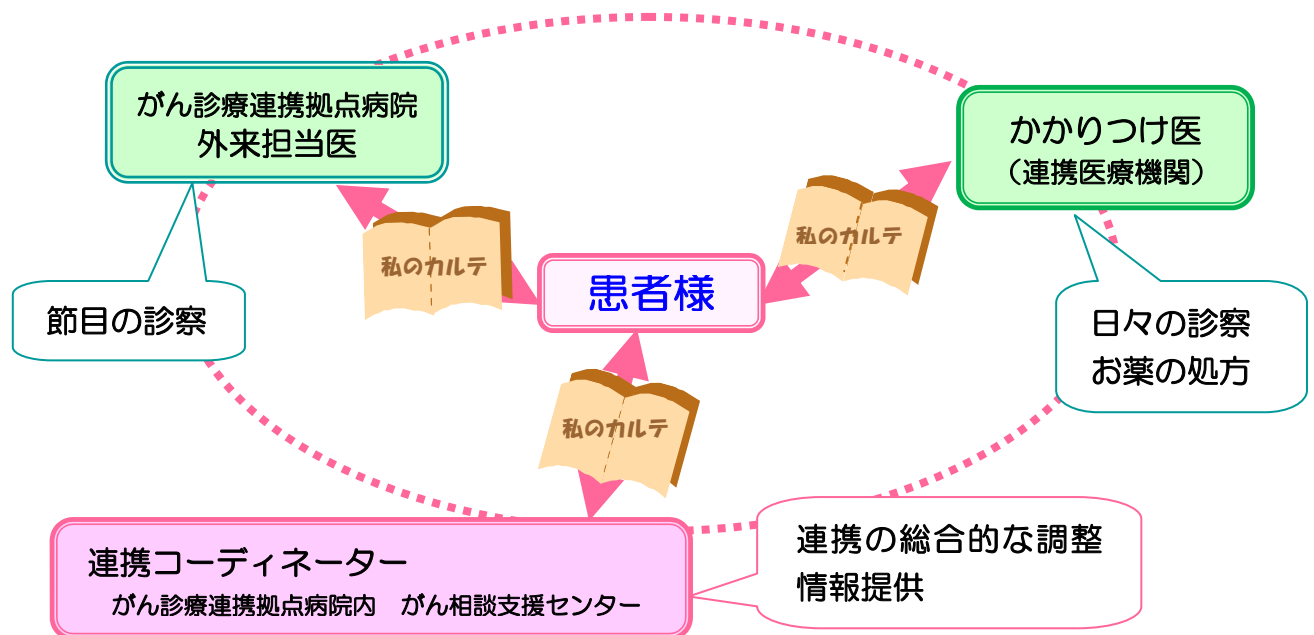 がん診療連携拠点病院
外来担当医
かかりつけ医
（連携医療機関）
私のカルテ
私のカルテ
患者様
節目の診察
日々の診察
お薬の処方
私のカルテ
連携コーディネーター
がん診療連携拠点病院内　がん相談支援センター
連携の総合的な調整
情報提供